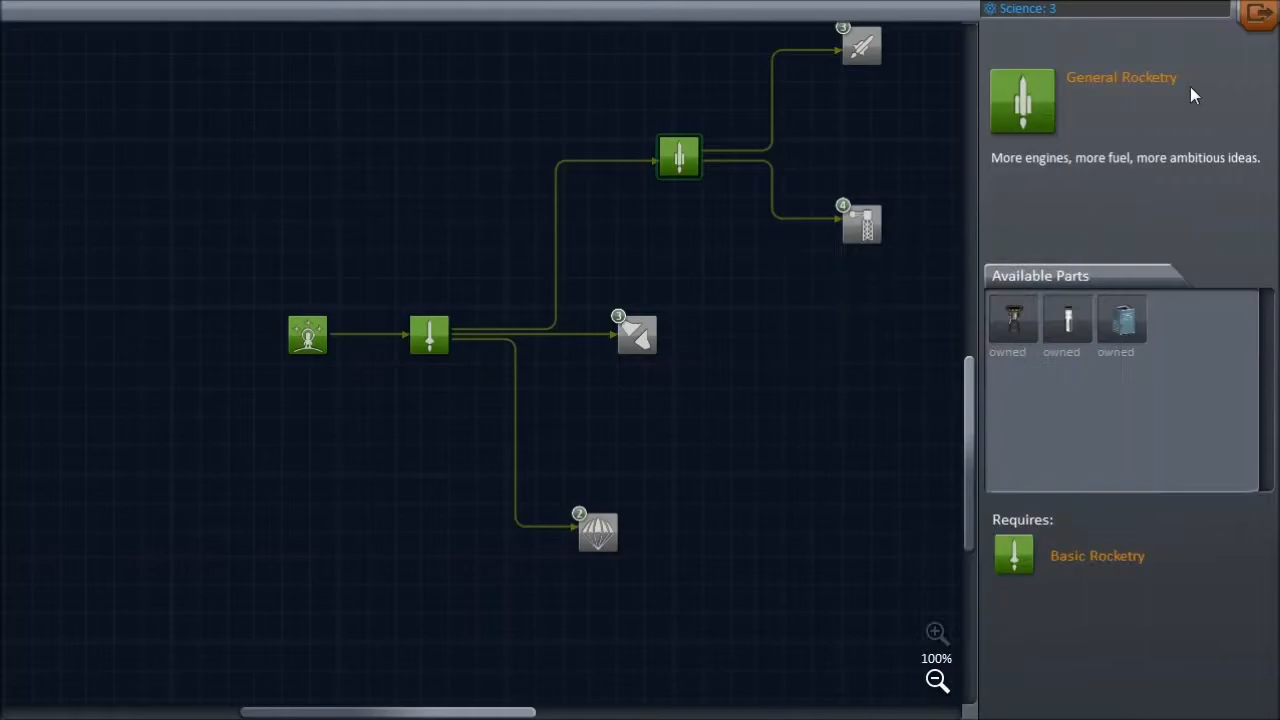 Science: 3
3
General Rocketry
More engines, more fuel, more ambitious ideas.
4
Available Parts
owned owned owned
3
2
Requires:
Basic Rocketry
100%